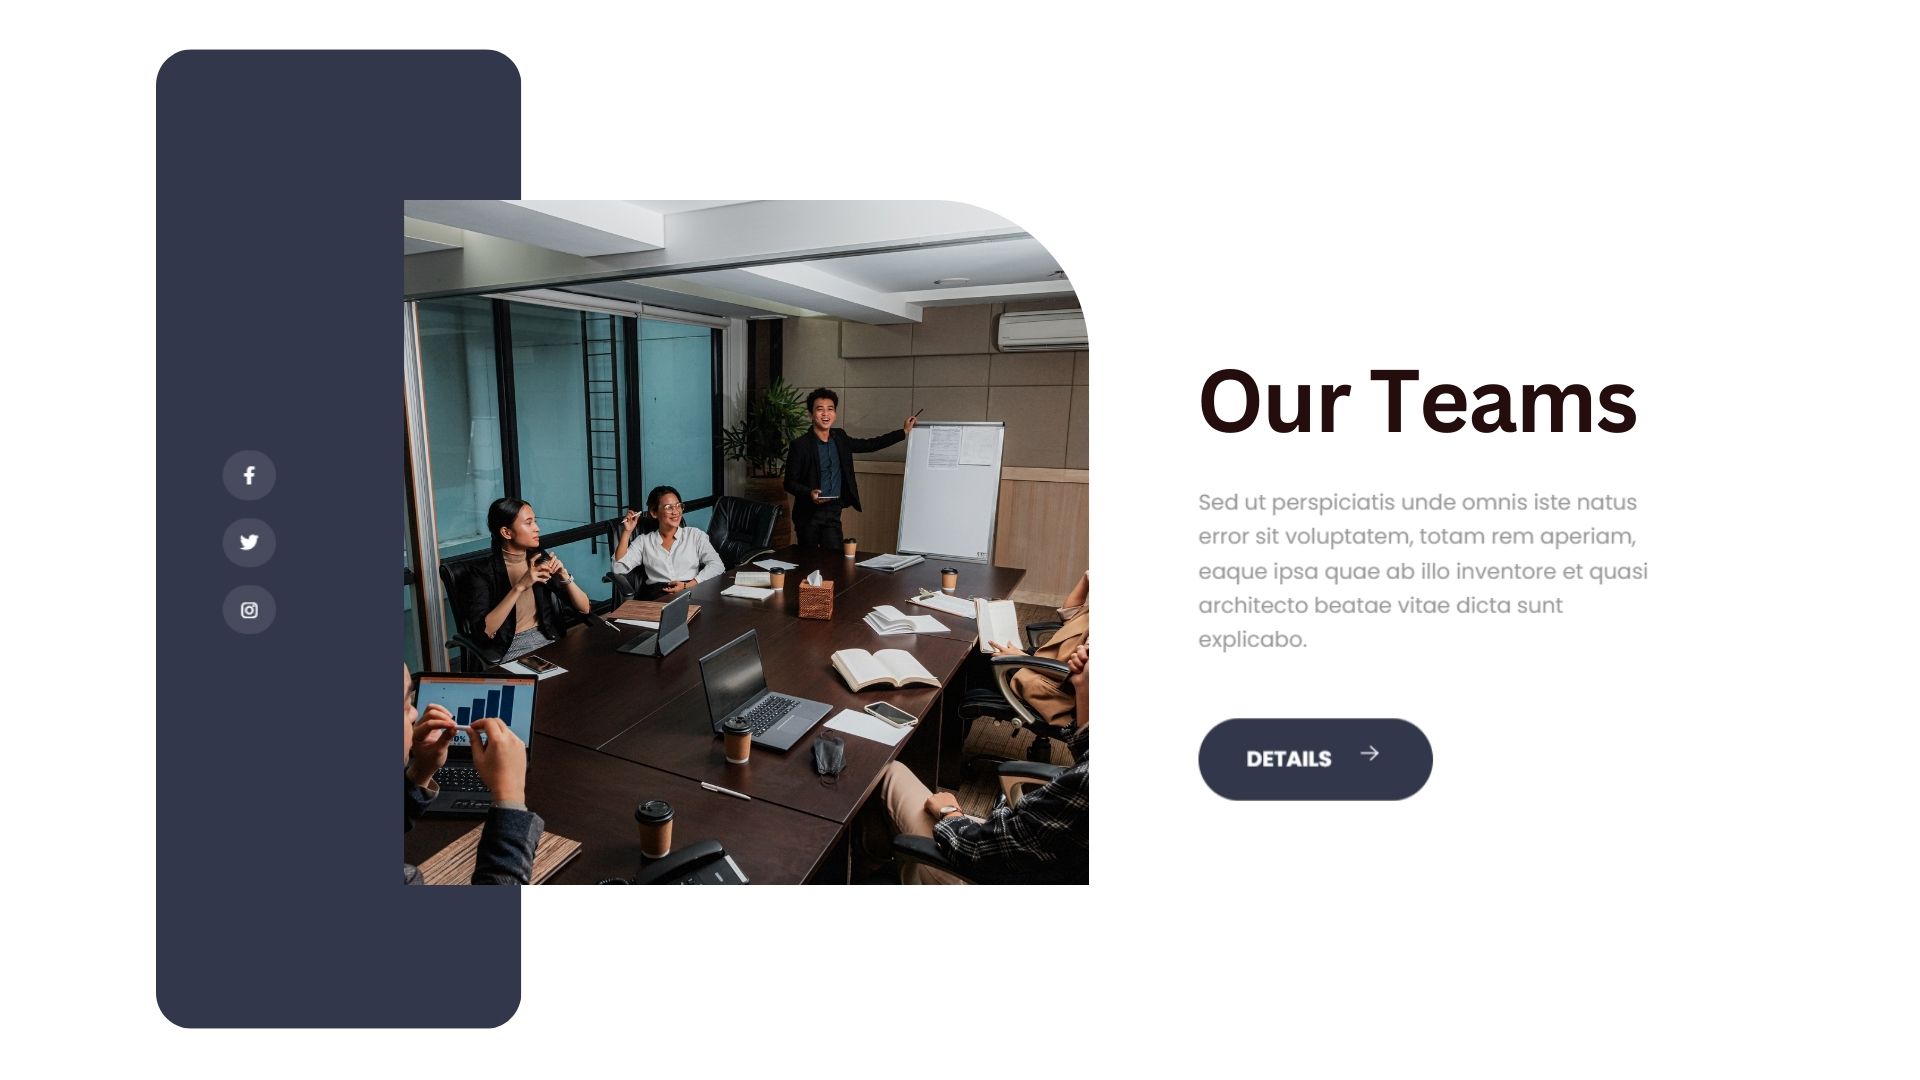 Our Teams
Sed ut perspiciatis unde omnis iste natus
error sit voluptatem, totam rem aperiam,
eaque ipsa quae ab illo inventore et quasi
architecto beatae vitae dicta sunt
explicabo.
DETAILS